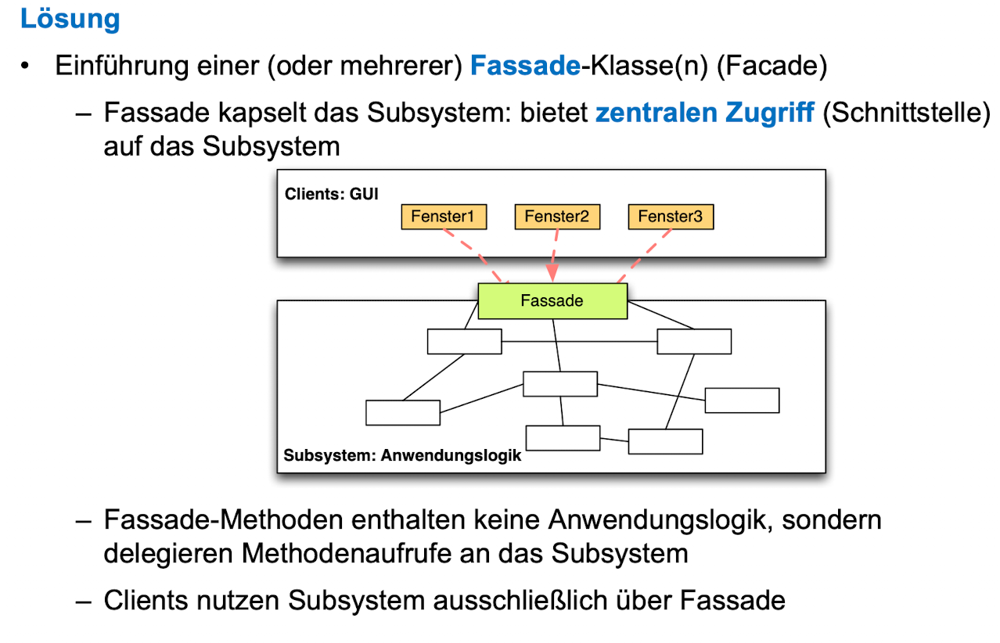 Lösung
• Einführung einer (oder mehrerer) Fassade-Klasse(n) (Facade)
– Fassade kapselt das Subsystem: bietet zentralen Zugriff (Schnittstelle)
auf das Subsystem
Clients: GUI
Fenster1 Fenster2 Fenster3
Fassade
Subsystem: Anwendungslogik
– Fassade-Methoden enthalten keine Anwendungslogik, sondern
delegieren Methodenaufrufe an das Subsystem
– Clients nutzen Subsystem ausschließlich über Fassade